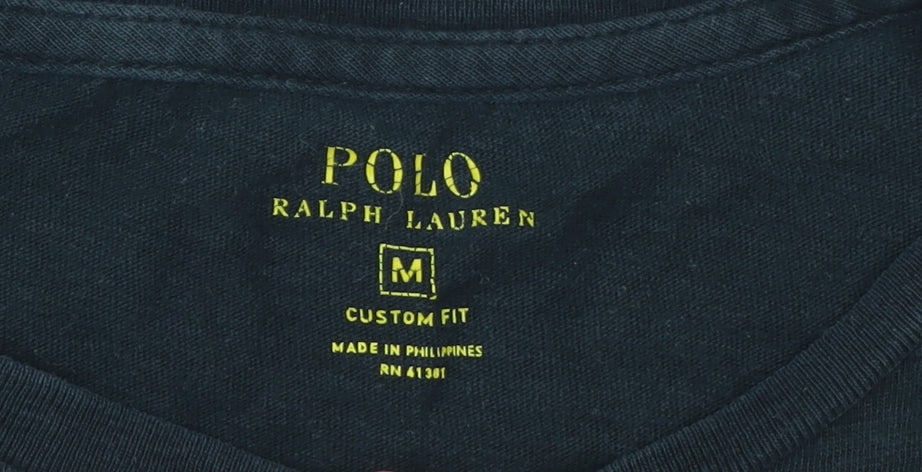 POLO
RALPH LAUREN
M
CUSTOM FIT
MADE IN PHILIPPINES
RN 41381